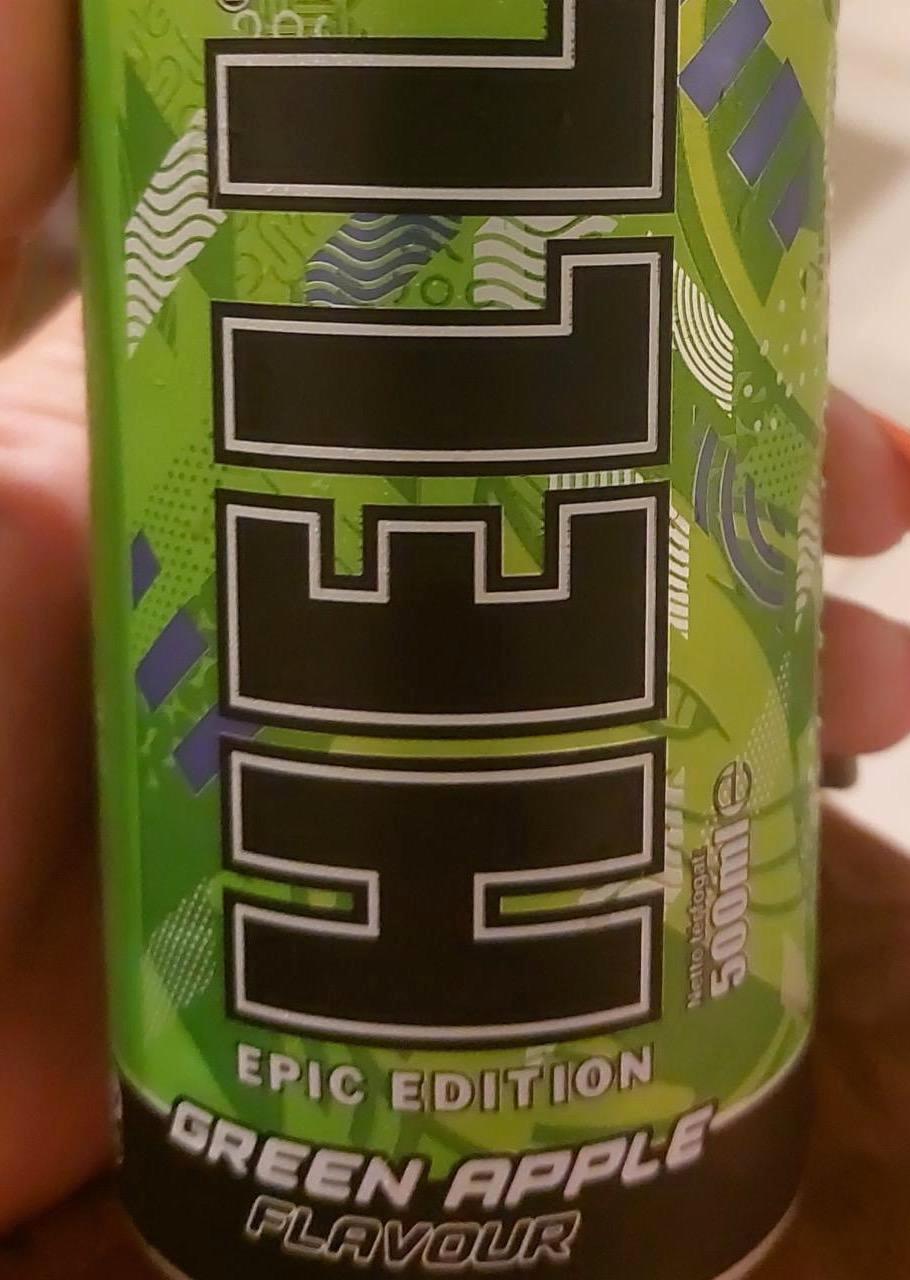 HELL
Nettó térfogat
500ml e
EPIC EDITION
GREEN APPLE
FLAVOUR